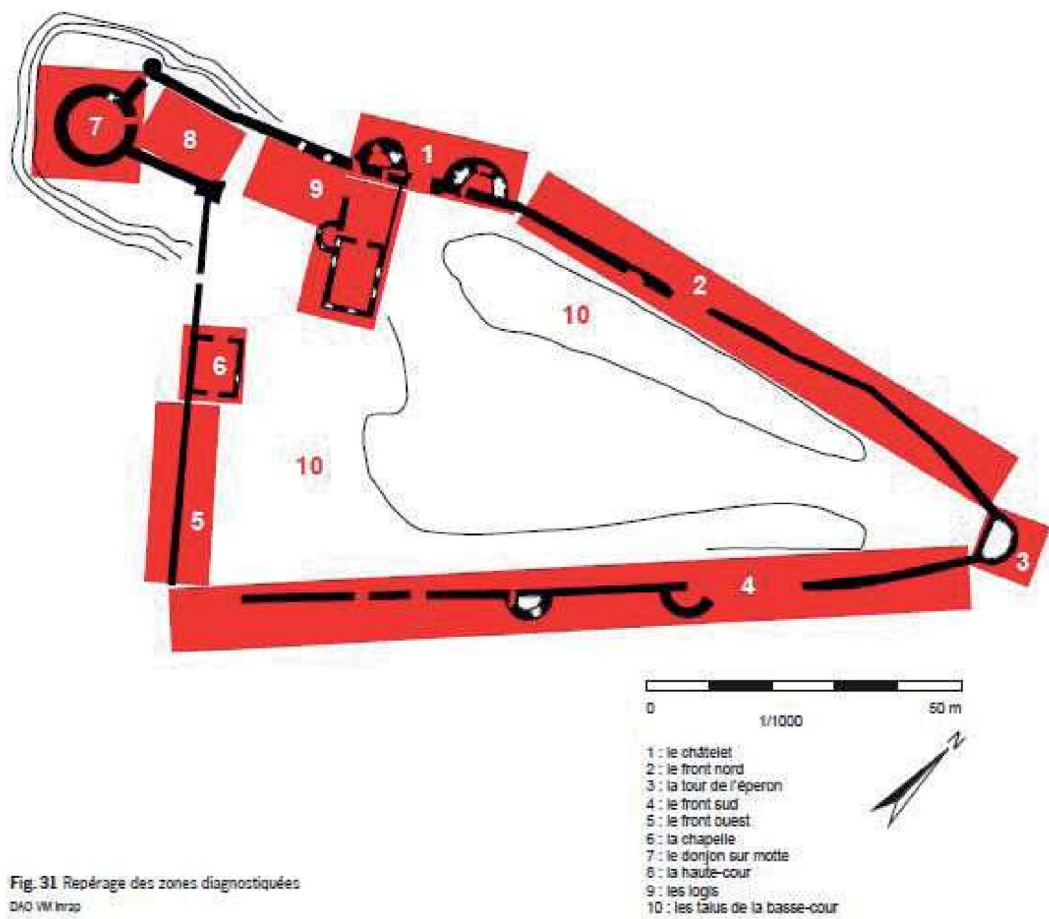 7
8
1
9
2
10
6
10
5
3
4
0 50 m
1/1000
N
1 : le châtelet
2 : le front nord
3 : la tour de l'éperon
4 : le front sud
5 : le front ouest
6 : la chapelle
7 : le donjon sur motte
8 : la haute-cour
9 : les logis
10 : les talus de la basse-cour
Fig. 31 Repérage des zones diagnostiquées
DAO VM Inrap